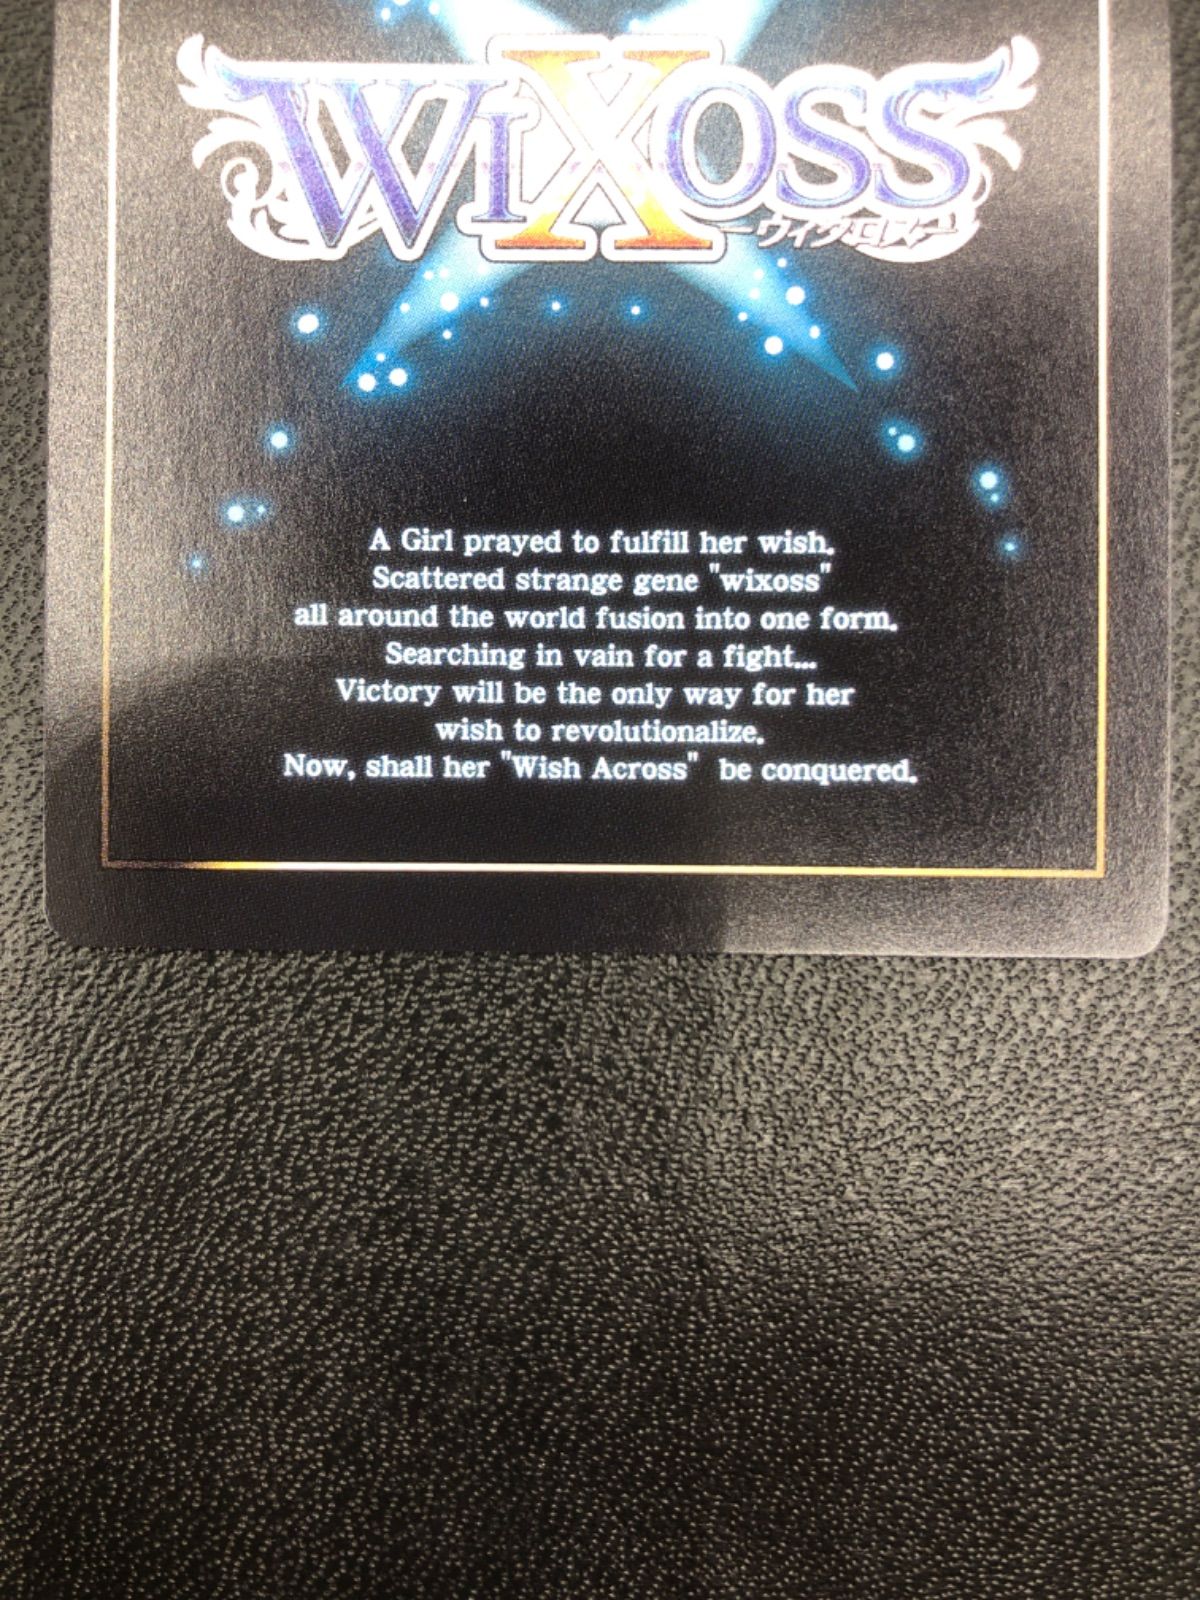 WIXOSS
－ウィクロス－
A Girl prayed to fulfill her wish.
Scattered strange gene "wixoss"
all around the world fusion into one form.
Searching in vain for a fight...
Victory will be the only way for her
wish to revolutionalize.
Now, shall her "Wish Across" be conquered.